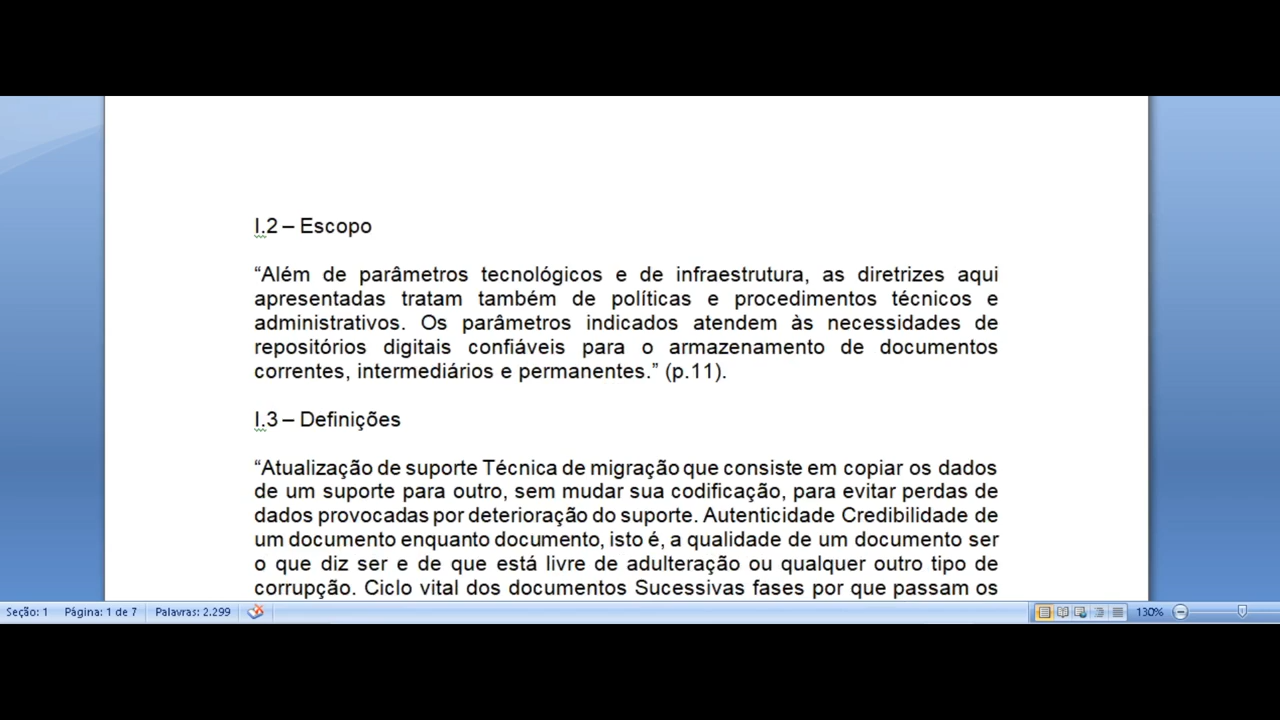 I.2 – Escopo
“Além de parâmetros tecnológicos e de infraestrutura, as diretrizes aqui
apresentadas tratam também de políticas e procedimentos técnicos e
administrativos. Os parâmetros indicados atendem às necessidades de
repositórios digitais confiáveis para o armazenamento de documentos
correntes, intermediários e permanentes.” (p.11).
I.3 – Definições
“Atualização de suporte Técnica de migração que consiste em copiar os dados
de um suporte para outro, sem mudar sua codificação, para evitar perdas de
dados provocadas por deterioração do suporte. Autenticidade Credibilidade de
um documento enquanto documento, isto é, a qualidade de um documento ser
o que diz ser e de que está livre de adulteração ou qualquer outro tipo de
corrupção. Ciclo vital dos documentos Sucessivas fases por que passam os
Seção: 1 Página: 1 de 7 Palavras: 2.299 130%